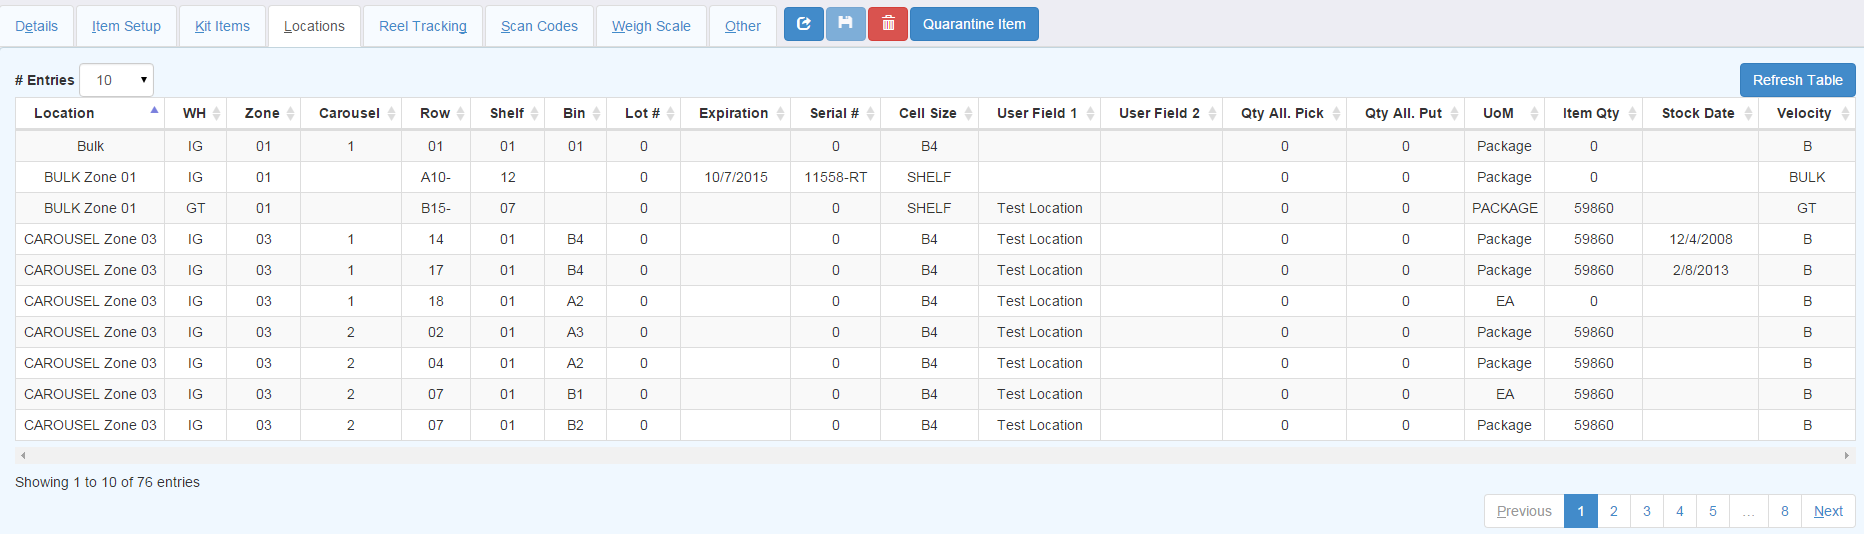 Details Item Setup Kit Items Locations Reel Tracking Scan Codes Weigh Scale Other Quarantine Item
# Entries 10 Refresh Table
Location WH Zone Carousel Row Shelf Bin Lot # Expiration Serial # Cell Size User Field 1 User Field 2 Qty All. Pick Qty All. Put UoM Item Qty Stock Date Velocity
Bulk IG 01 1 01 01 01 0 0 B4 0 0 Package 0 B
BULK Zone 01 IG 01 A10- 12 0 10/7/2015 11558-RT SHELF 0 0 Package 0 BULK
BULK Zone 01 GT 01 B15- 07 0 0 SHELF Test Location 0 0 PACKAGE 59860 GT
CAROUSEL Zone 03 IG 03 1 14 01 B4 0 0 B4 Test Location 0 0 Package 59860 12/4/2008 B
CAROUSEL Zone 03 IG 03 1 17 01 B4 0 0 B4 Test Location 0 0 Package 59860 2/8/2013 B
CAROUSEL Zone 03 IG 03 1 18 01 A2 0 0 B4 Test Location 0 0 EA 0 B
CAROUSEL Zone 03 IG 03 2 02 01 A3 0 0 B4 Test Location 0 0 Package 59860 B
CAROUSEL Zone 03 IG 03 2 04 01 A2 0 0 B4 Test Location 0 0 Package 59860 B
CAROUSEL Zone 03 IG 03 2 07 01 B1 0 0 B4 Test Location 0 0 EA 59860 B
CAROUSEL Zone 03 IG 03 2 07 01 B2 0 0 B4 Test Location 0 0 Package 59860 B
Showing 1 to 10 of 76 entries
Previous 1 2 3 4 5 ... 8 Next